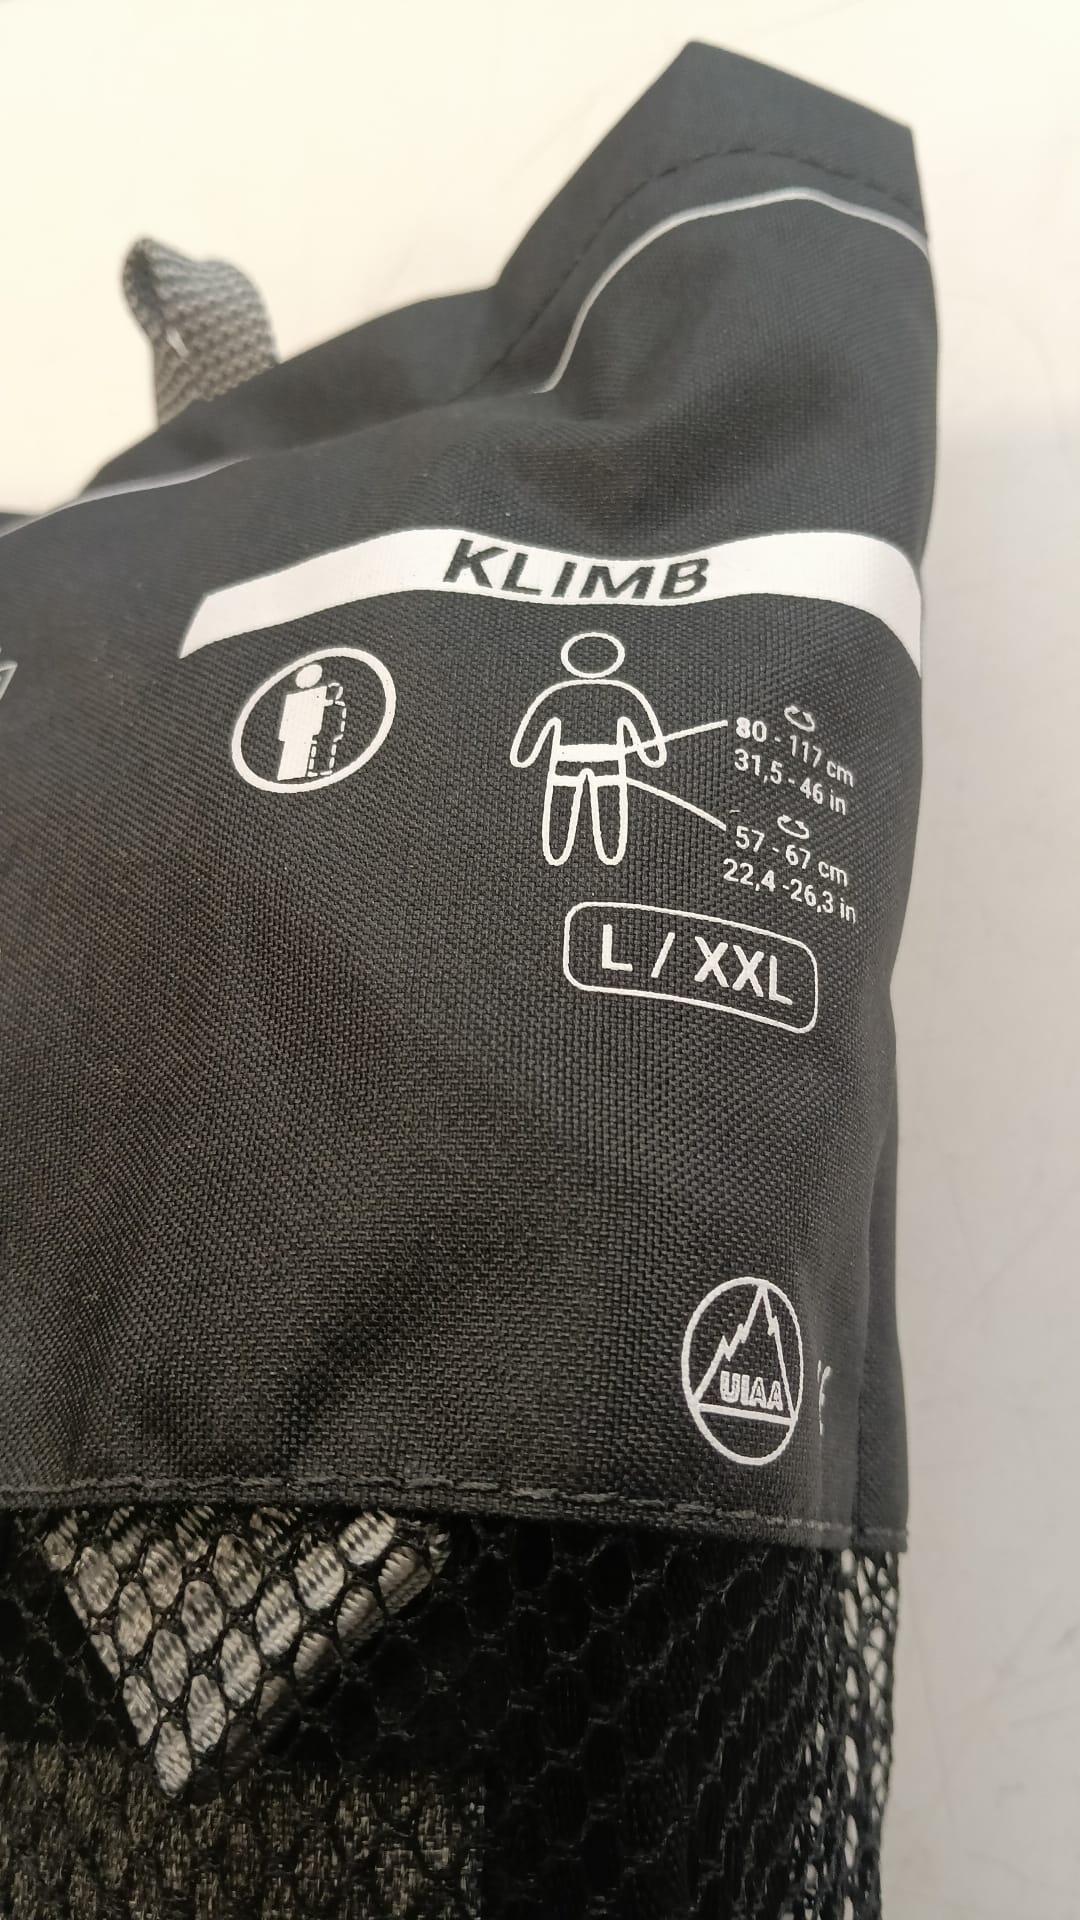 KLIMB
80 - 117 cm
31,5 - 46 in
57 - 67 cm
22,4 -26,3 in
L / XXL
UIAA